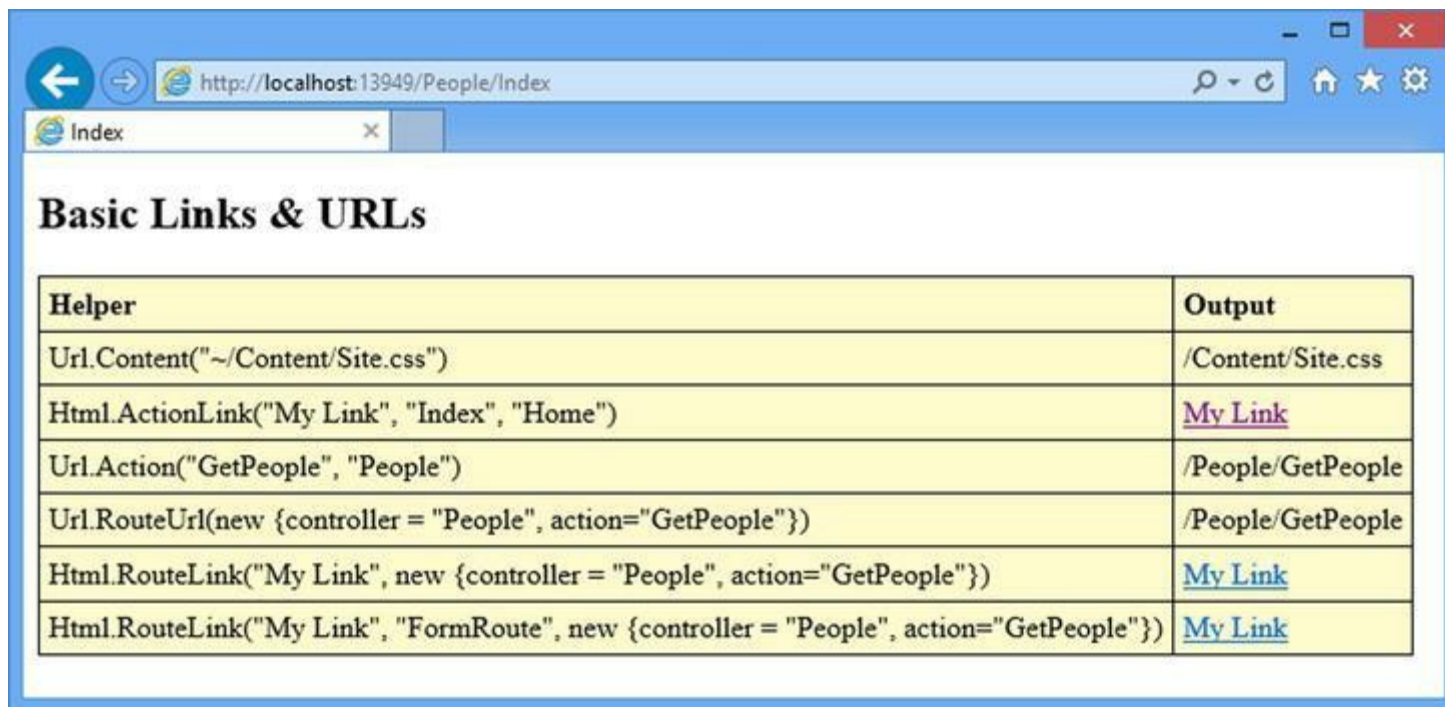 http://localhost:13949/People/Index
Index
Basic Links & URLs
Helper Output
Url.Content("~/Content/Site.css") /Content/Site.css
Html.ActionLink("My Link", "Index", "Home") My Link
Url.Action("GetPeople", "People") /People/GetPeople
Url.RouteUrl(new {controller = "People", action="GetPeople"}) /People/GetPeople
Html.RouteLink("My Link", new {controller = "People", action="GetPeople"}) My Link
Html.RouteLink("My Link", "FormRoute", new {controller = "People", action="GetPeople"}) My Link